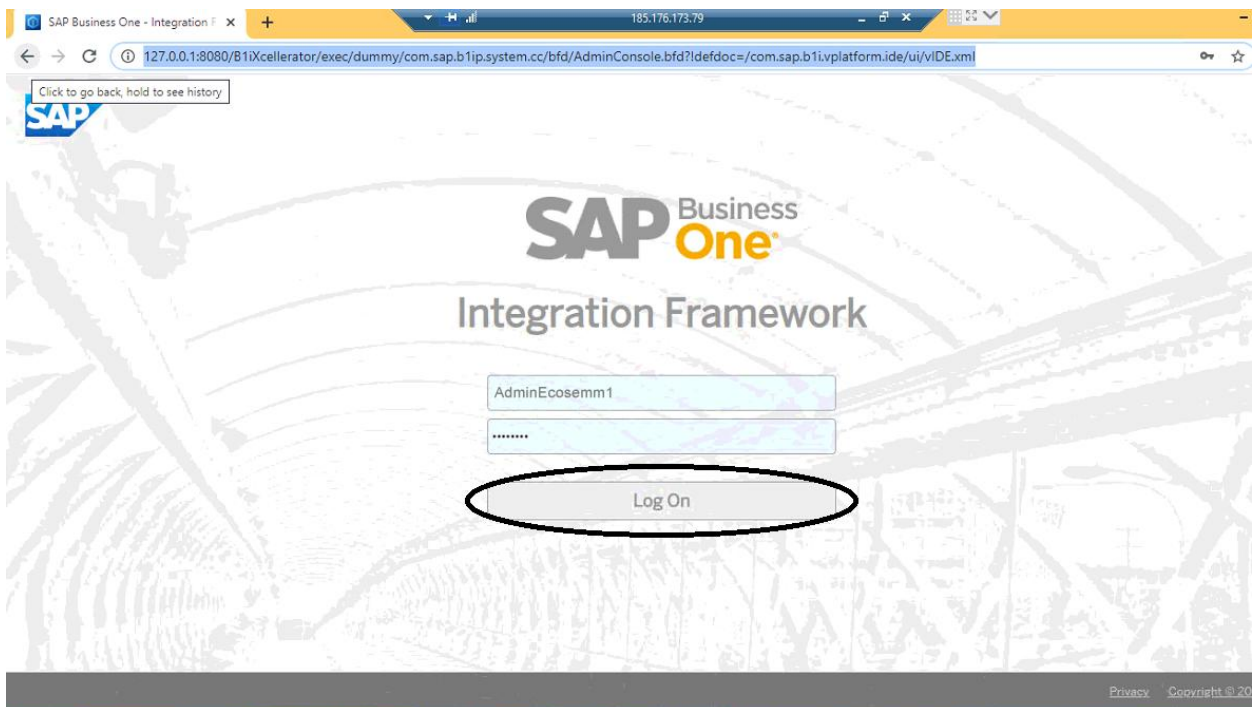 SAP Business One - Integration F
185.176.173.79
127.0.0.1:8080/B1iXcellerator/exec/dummy/com.sap.b1ip.system.cc/bfd/AdminConsole.bfd?!defdoc=/com.sap.b1i.vplatform.ide/ui/vIDE.xml
Click to go back, hold to see history
SAP
SAP Business One
Integration Framework
AdminEcosemm1
••••••••
Log On
Privacy Copyright © 20